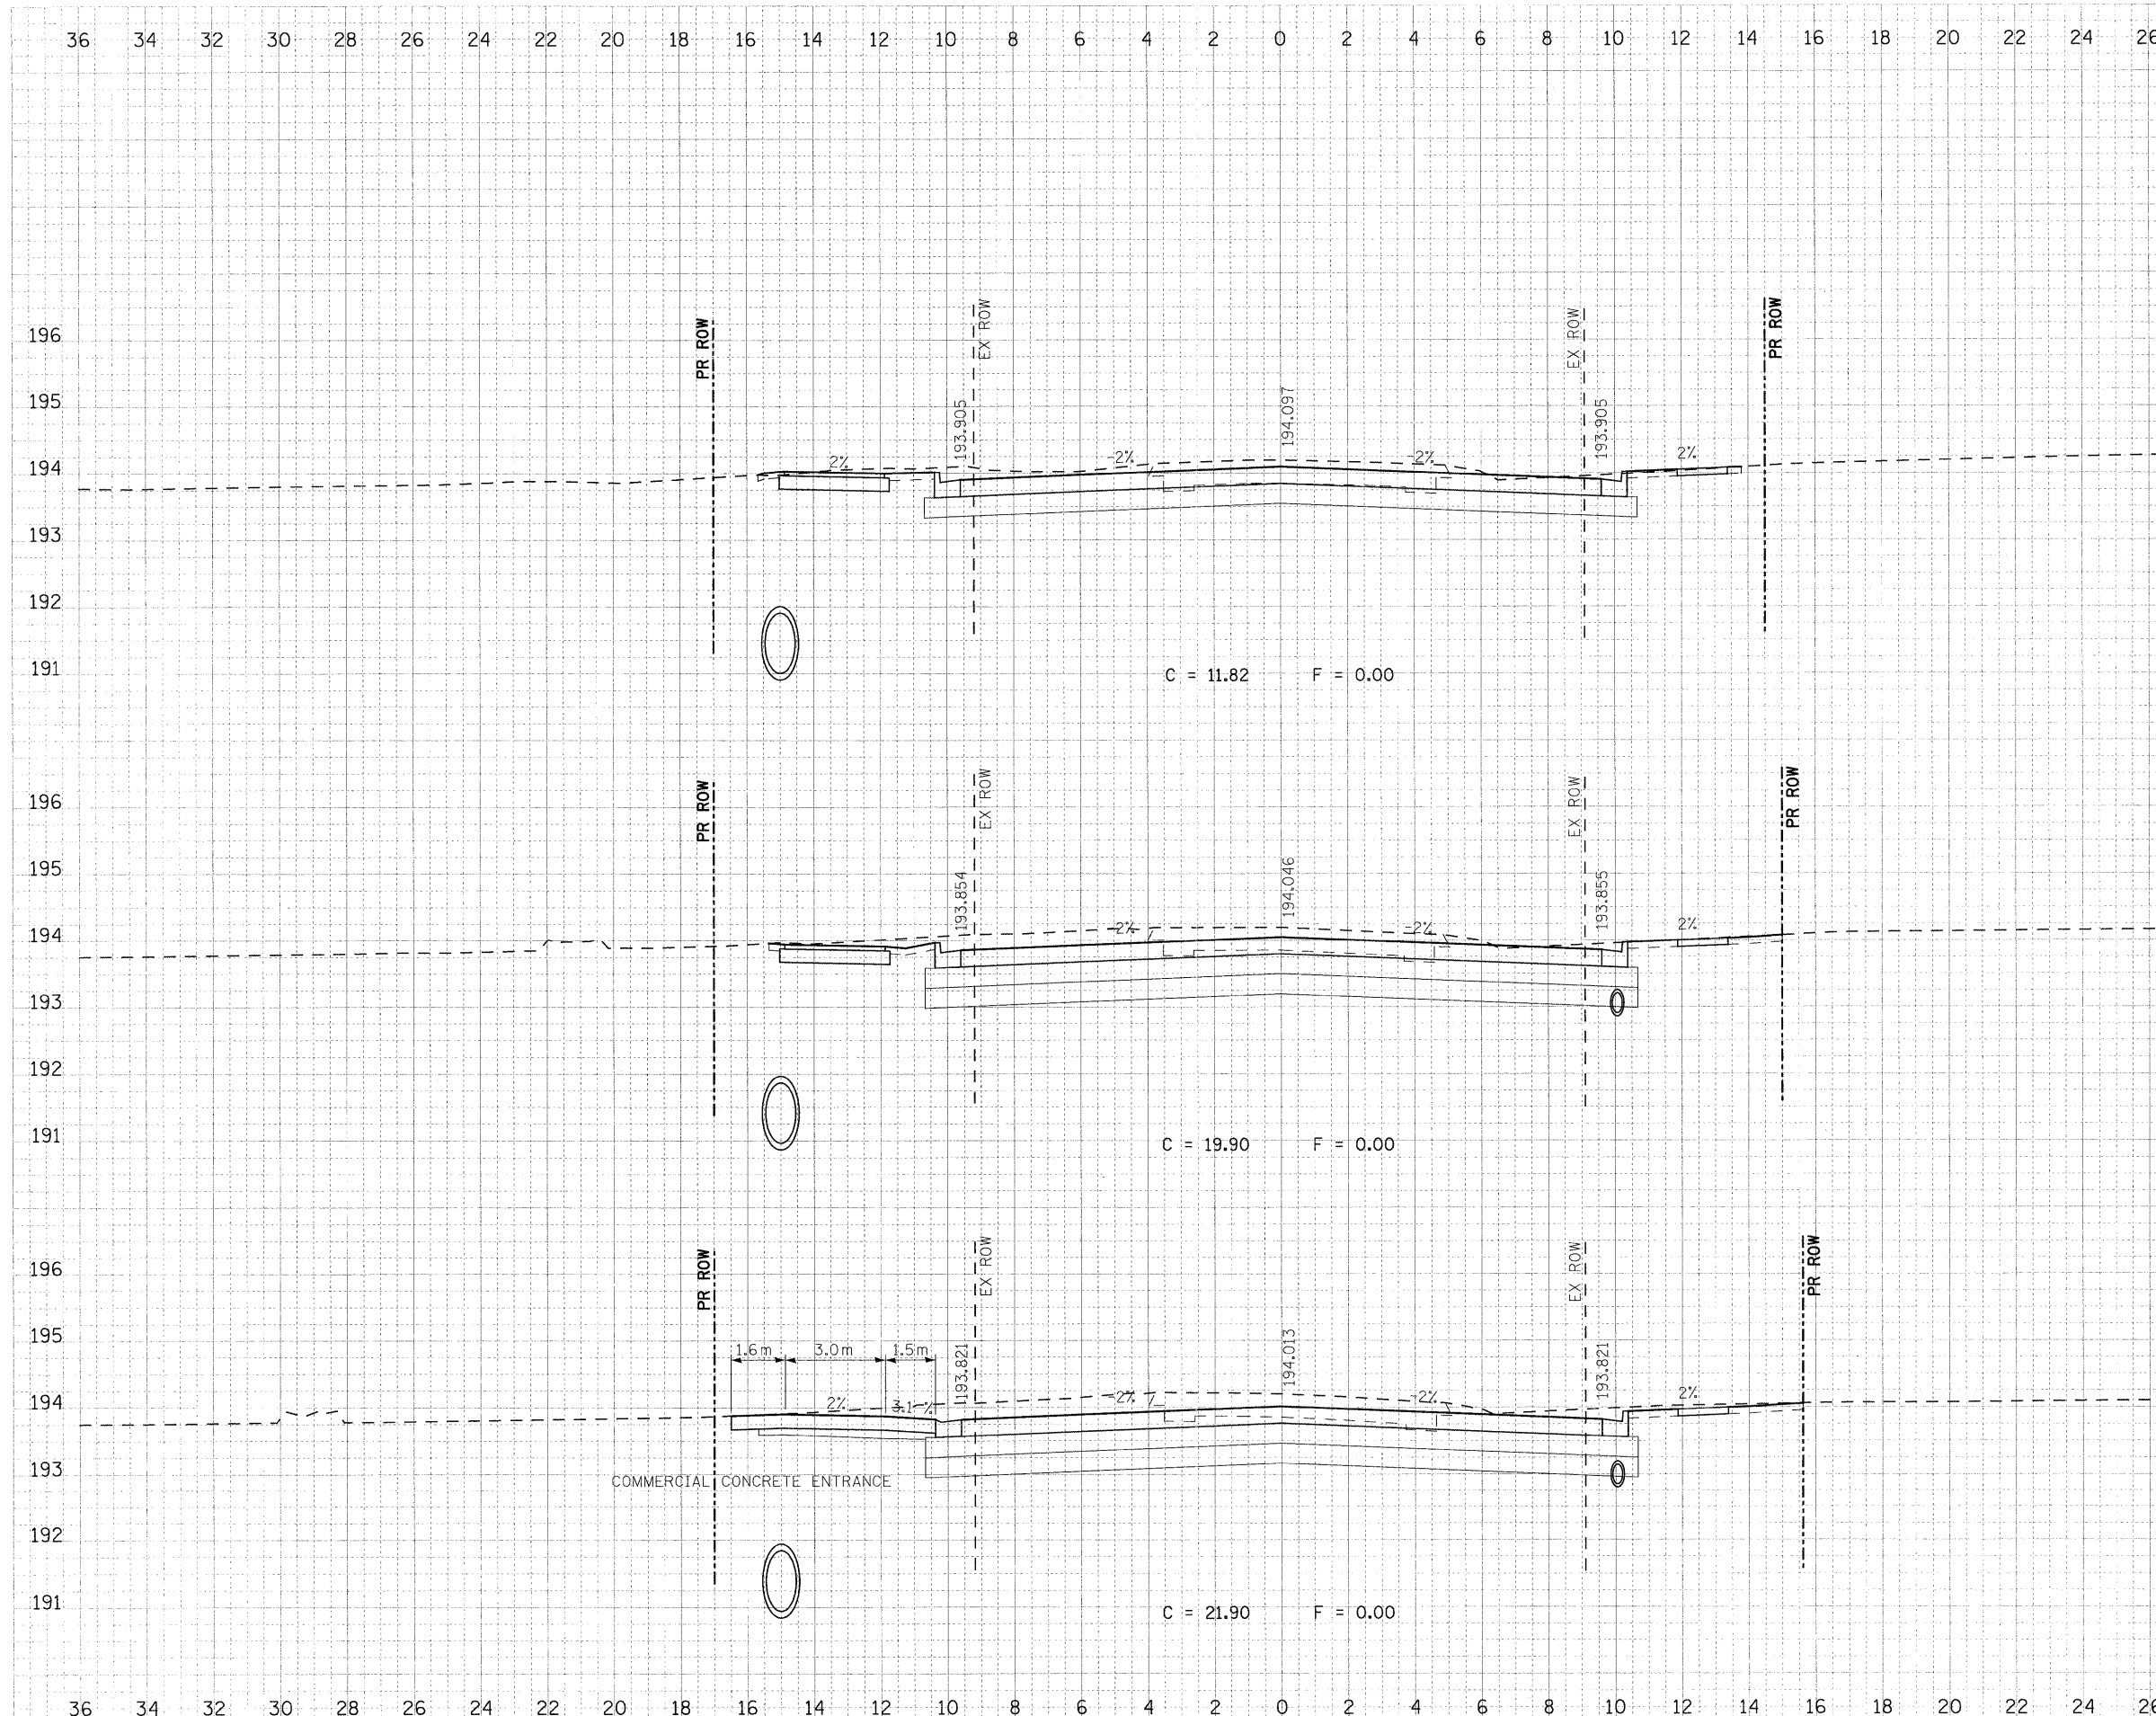 36 34 32 30 28 26 24 22 20 18 16 14 12 10 8 6 4 2 0 2 4 6 8 10 12 14 16 18 20 22 24 26
196
PR ROW
EX ROW
EX ROW
PR ROW
195
193.905
194.097
193.905
194
2%
-2%
-2%
2%
193
192
191
C = 11.82 F = 0.00
196
PR ROW
EX ROW
EX ROW
PR ROW
195
193.854
194.046
193.855
194
-2%
-2%
2%
193
192
191
C = 19.90 F = 0.00
196
PR ROW
EX ROW
EX ROW
PR ROW
195
1.6 m 3.0 m 1.5 m
193.821
194.013
193.821
194
2%
3.1 %
-2%
-2%
2%
193
COMMERCIAL CONCRETE ENTRANCE
192
191
C = 21.90 F = 0.00
36 34 32 30 28 26 24 22 20 18 16 14 12 10 8 6 4 2 0 2 4 6 8 10 12 14 16 18 20 22 24 26